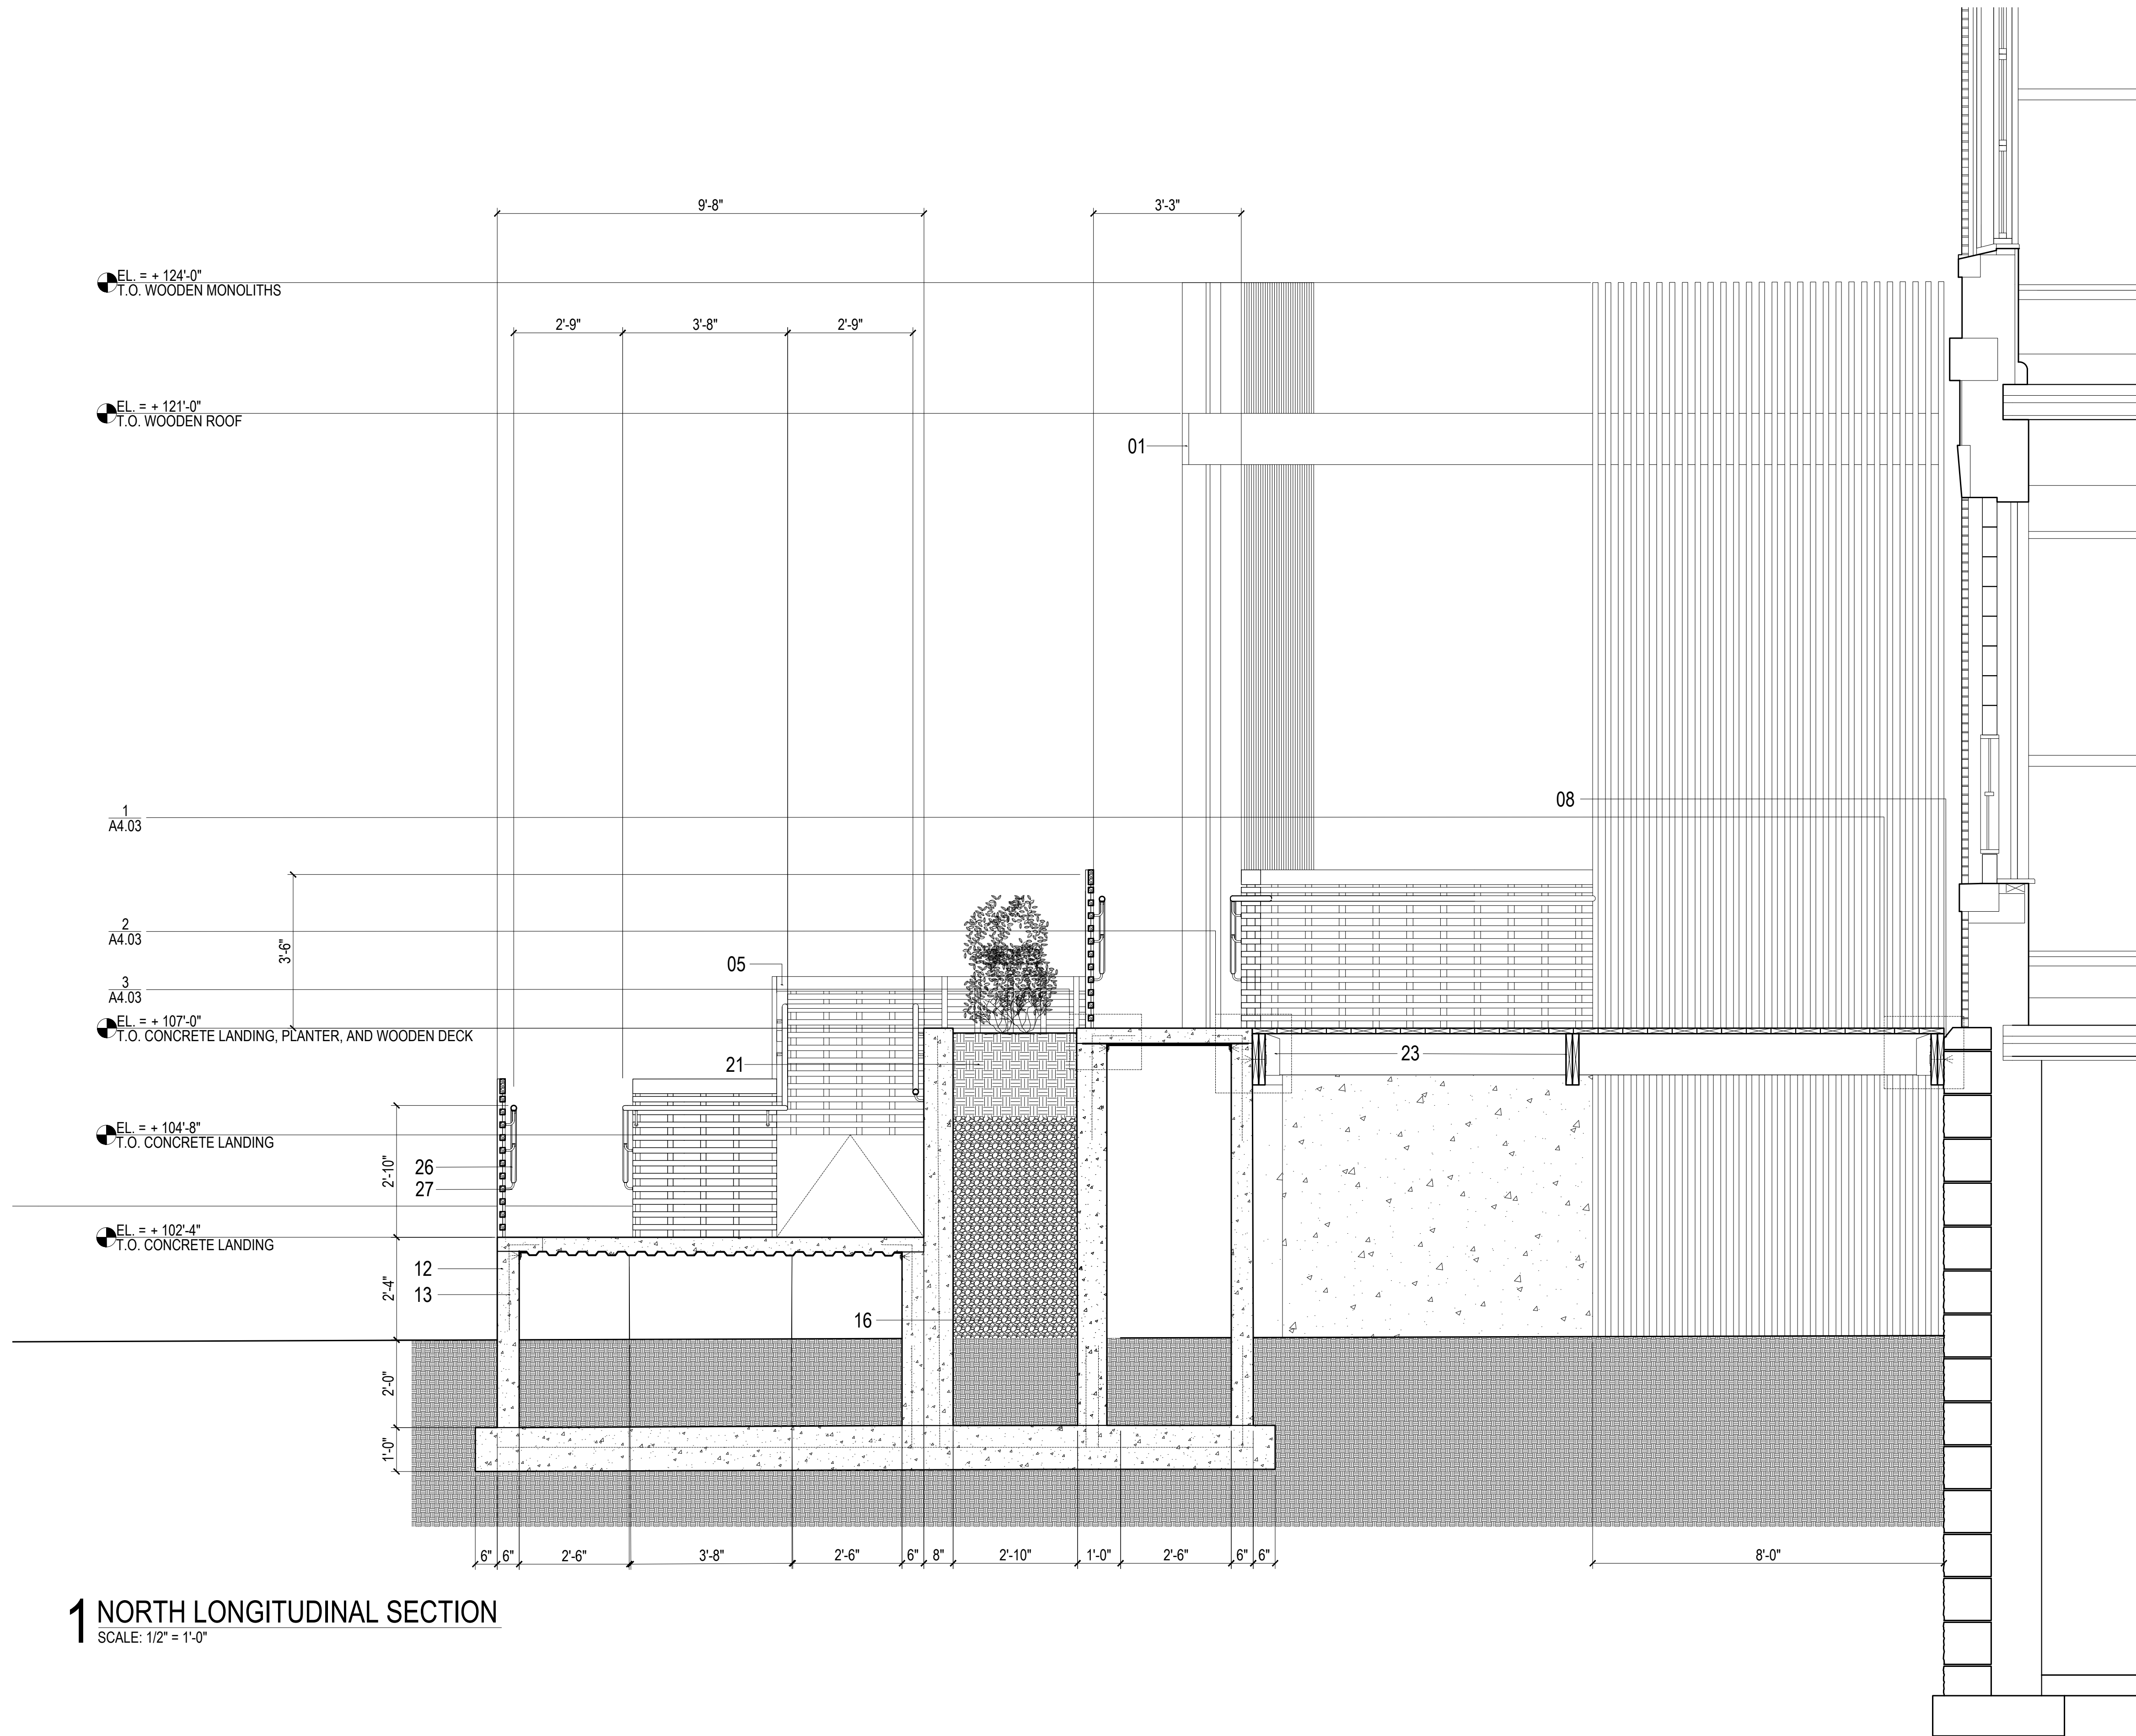 9'-8"
3'-3"
EL. = + 124'-0"
T.O. WOODEN MONOLITHS
2'-9"
3'-8"
2'-9"
EL. = + 121'-0"
T.O. WOODEN ROOF
01
08
1
A4.03
2
A4.03
3'-6"
05
3
A4.03
EL. = + 107'-0"
T.O. CONCRETE LANDING, PLANTER, AND WOODEN DECK
21
23
EL. = + 104'-8"
T.O. CONCRETE LANDING
2'-10"
26
27
EL. = + 102'-4"
T.O. CONCRETE LANDING
12
13
2'-4"
16
2'-0"
1'-0"
6"
6"
2'-6"
3'-8"
2'-6"
6"
8"
2'-10"
1'-0"
2'-6"
6"
6"
8'-0"
1 NORTH LONGITUDINAL SECTION
SCALE: 1/2" = 1'-0"